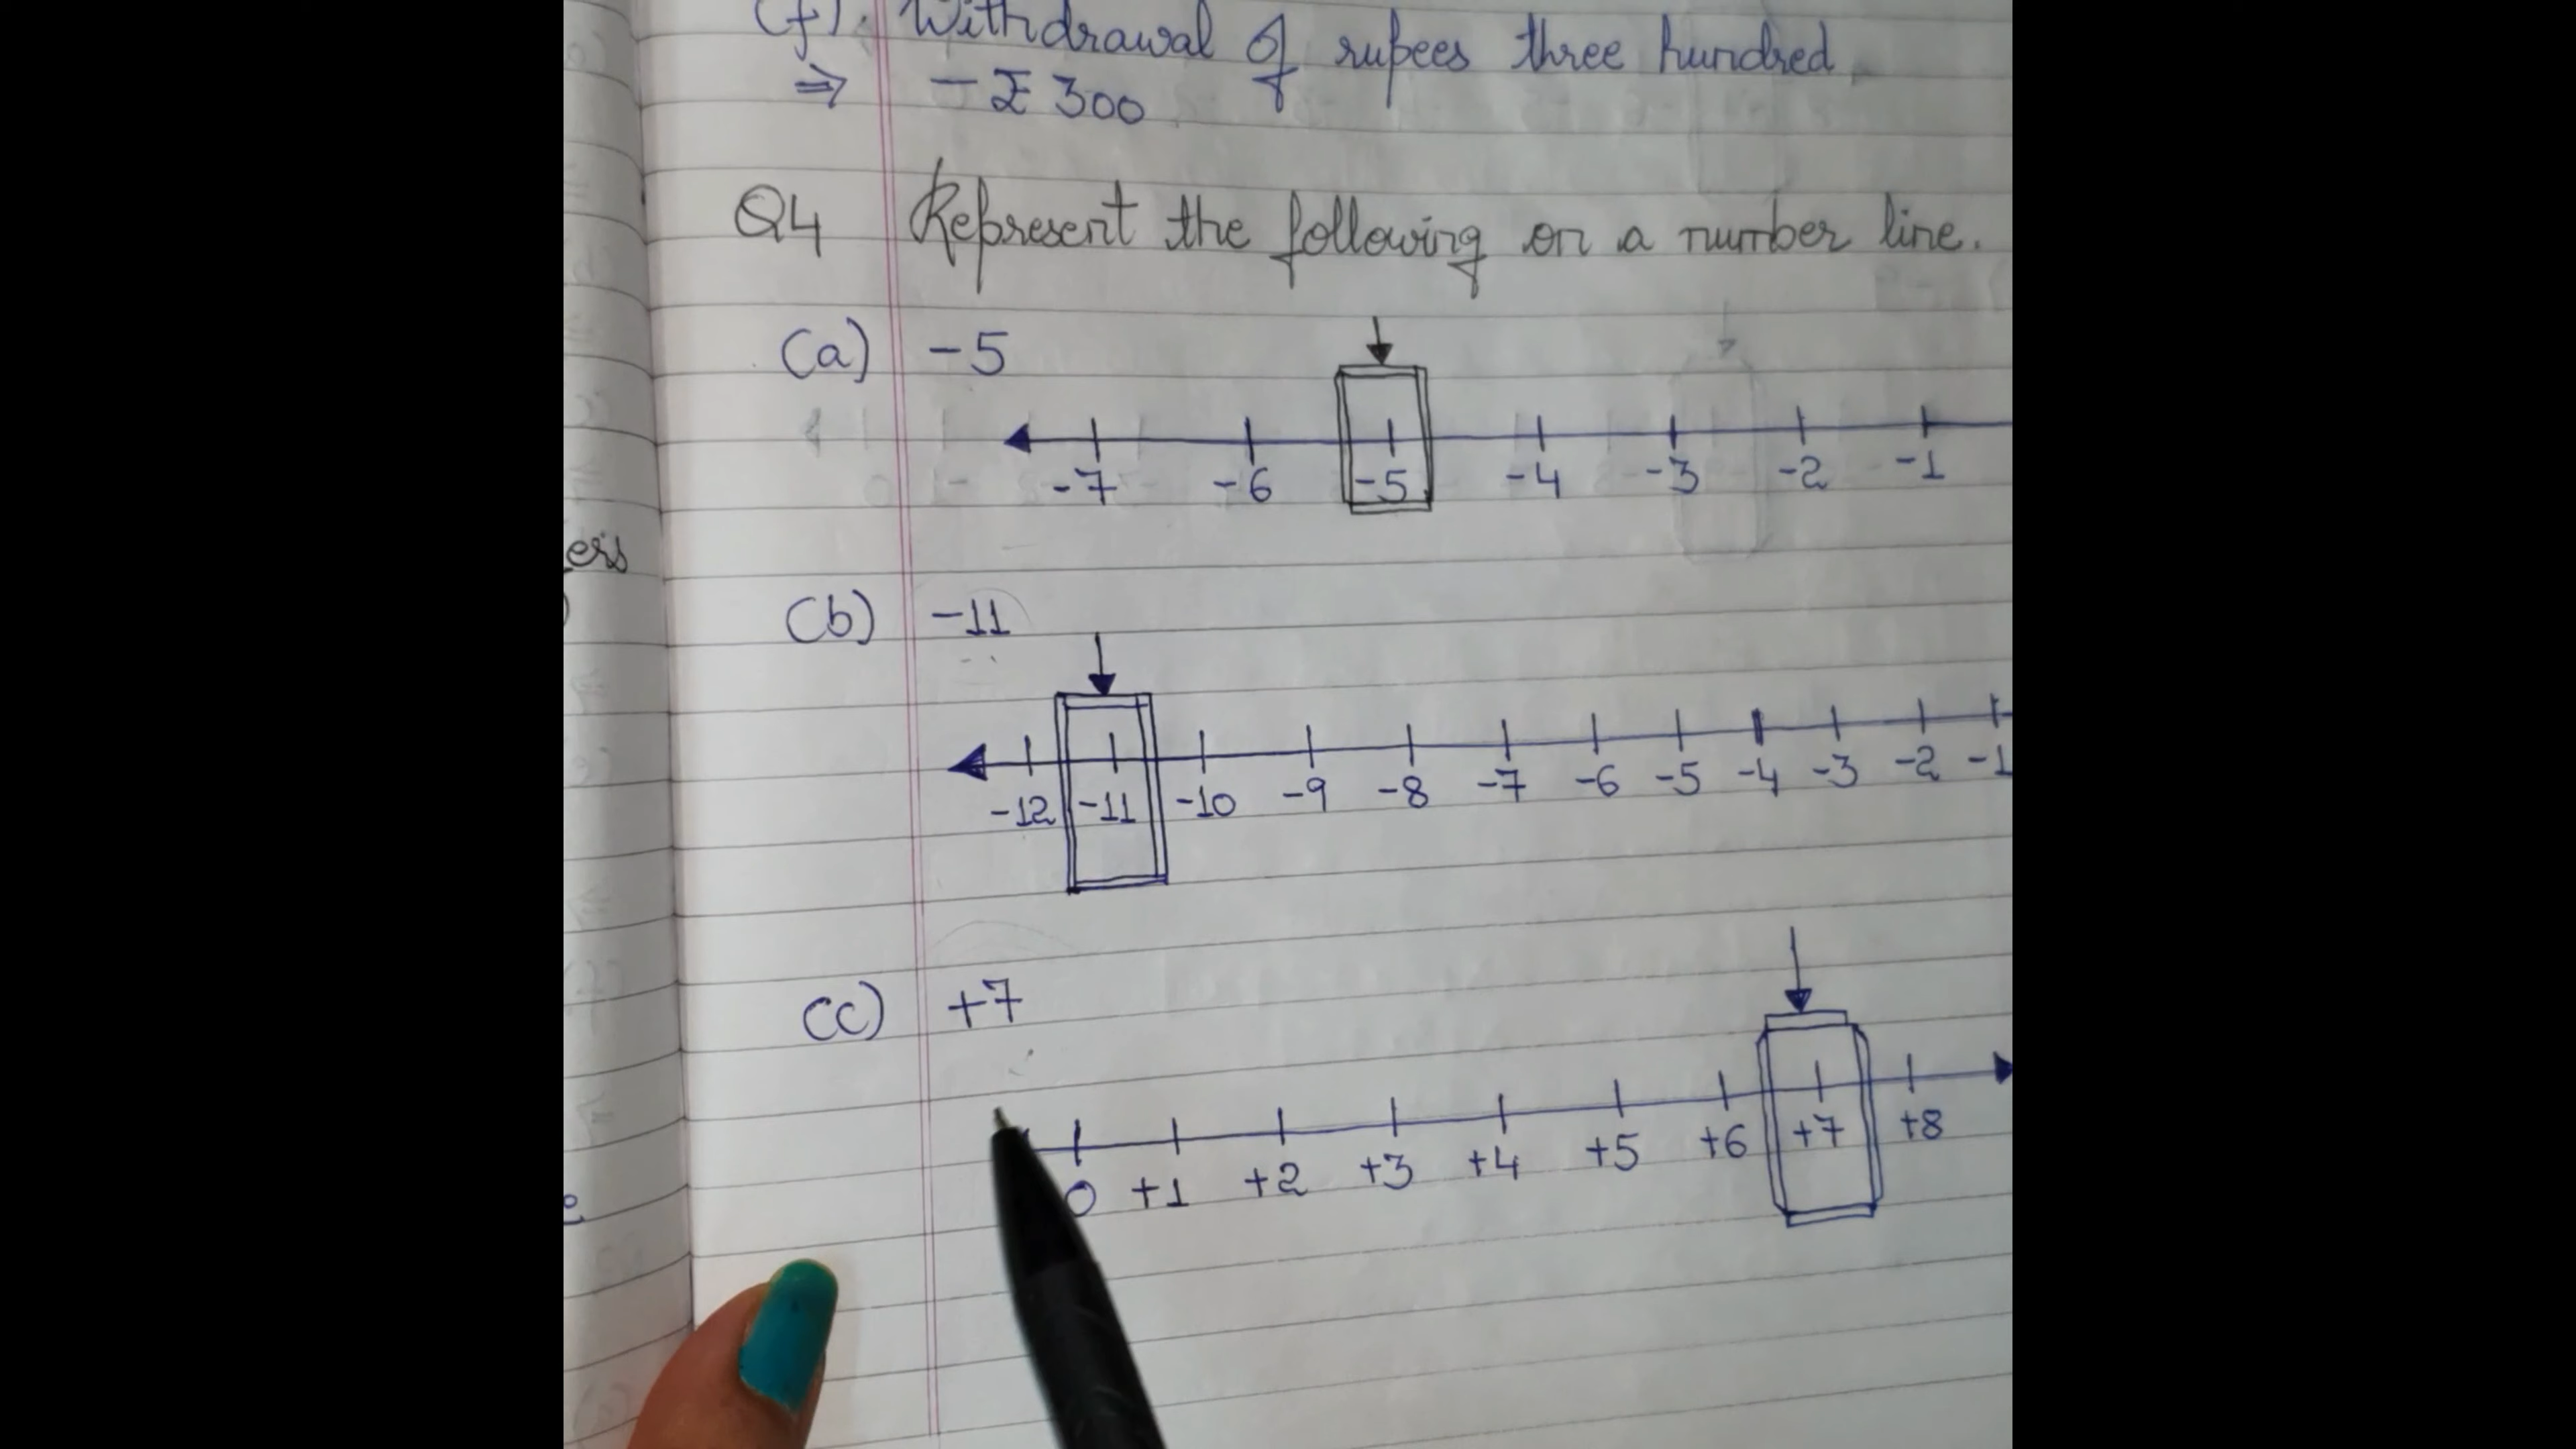 (f). Withdrawal of rupees three hundred.
⇒ - ₹ 300.
Q4 Represent the following on a number line.
(a) -5
-7 -6 -5 -4 -3 -2 -1
ers
(b) -11
-12 -11 -10 -9 -8 -7 -6 -5 -4 -3 -2 -1
(c) +7
0 +1 +2 +3 +4 +5 +6 +7 +8